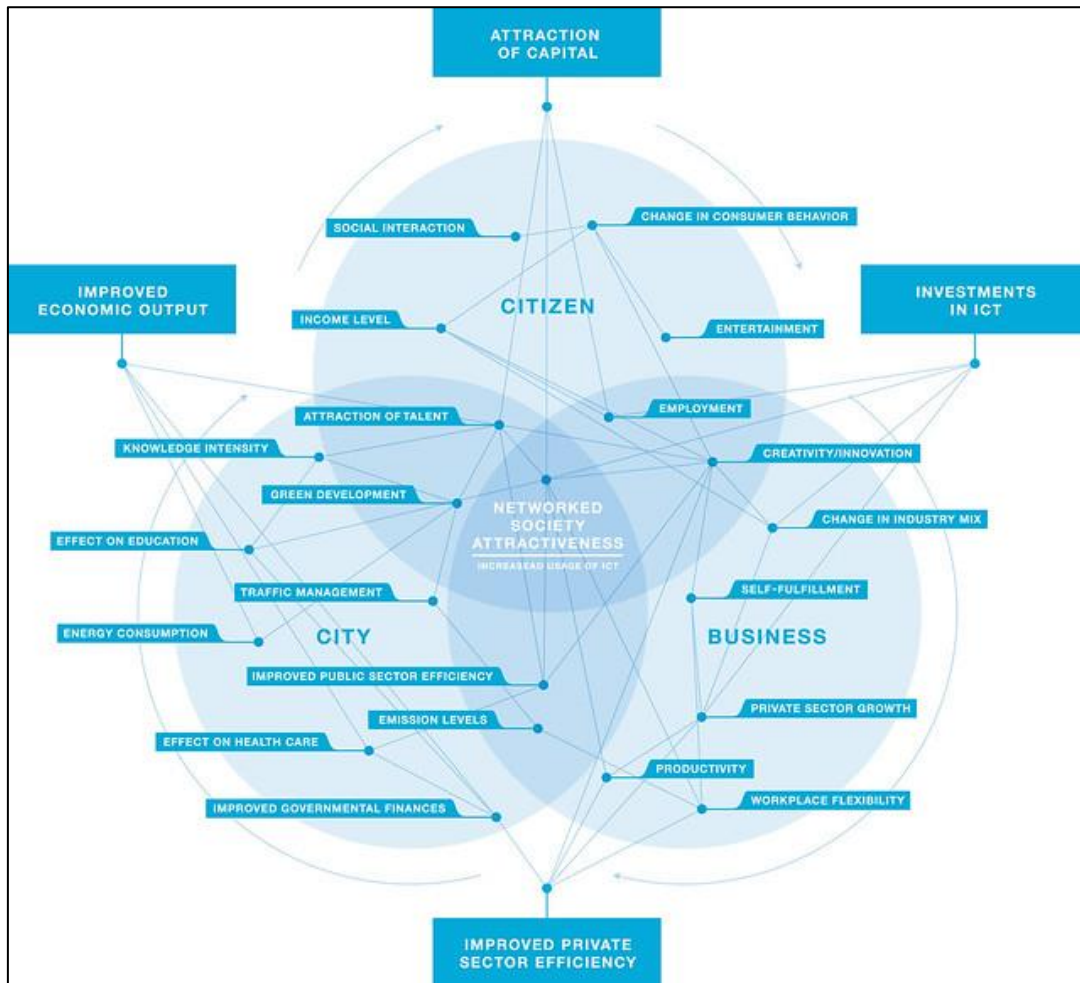 ATTRACTION
OF CAPITAL
SOCIAL INTERACTION
CHANGE IN CONSUMER BEHAVIOR
IMPROVED
ECONOMIC OUTPUT
INVESTMENTS
IN ICT
CITIZEN
INCOME LEVEL
ENTERTAINMENT
ATTRACTION OF TALENT
EMPLOYMENT
KNOWLEDGE INTENSITY
CREATIVITY/INNOVATION
GREEN DEVELOPMENT
NETWORKED
SOCIETY
ATTRACTIVENESS
INCREASEAD USAGE OF ICT
CHANGE IN INDUSTRY MIX
EFFECT ON EDUCATION
TRAFFIC MANAGEMENT
SELF-FULFILLMENT
ENERGY CONSUMPTION
CITY
BUSINESS
IMPROVED PUBLIC SECTOR EFFICIENCY
PRIVATE SECTOR GROWTH
EMISSION LEVELS
EFFECT ON HEALTH CARE
PRODUCTIVITY
IMPROVED GOVERNMENTAL FINANCES
WORKPLACE FLEXIBILITY
IMPROVED PRIVATE
SECTOR EFFICIENCY